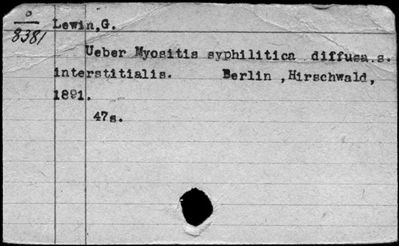 o
8381
Lewin,G.
Ueber Myositis syphilitica diffusa.s.
interstitialis. Berlin ,Hirschwald,
1891.
47s.